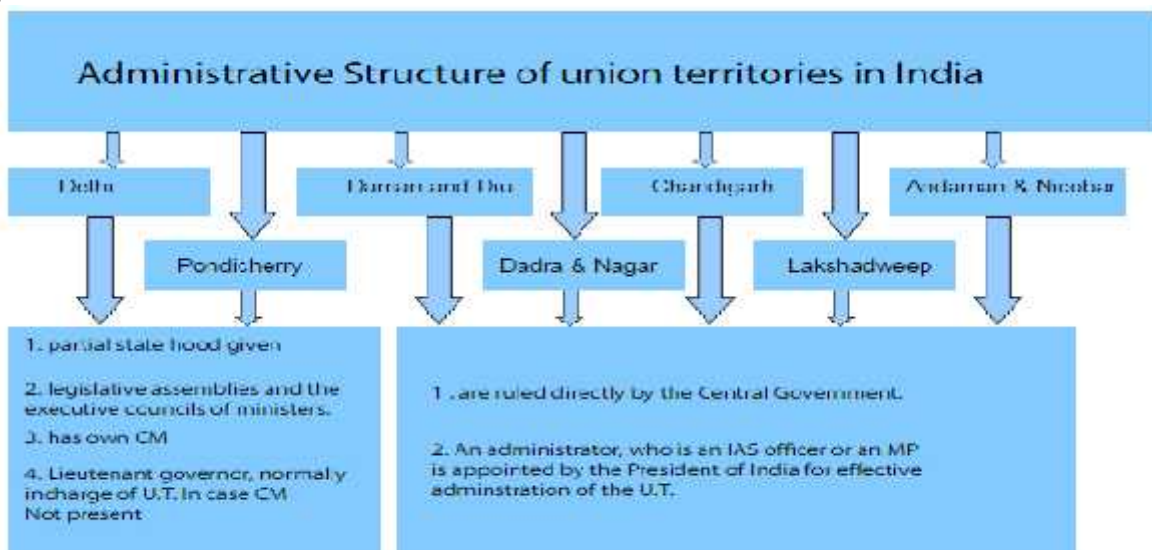 Administrative Structure of union territories in India
Delhi
Daman and Diu
Chandigarh
Andaman & Nicobar
Pondisherry
Dadra & Nagar
Lakshadweep
1. partial state hood given
2. legislative assemblies and the
executive councils of ministers.
3. has own CM
4. Lieutenant governor, normally
incharge of U.T. In case CM
Not present
1 . are ruled directly by the Central Government.
2. An administrator, who is an IAS officer or an MP
is appointed by the President of India for effective
adminstration of the U.T.